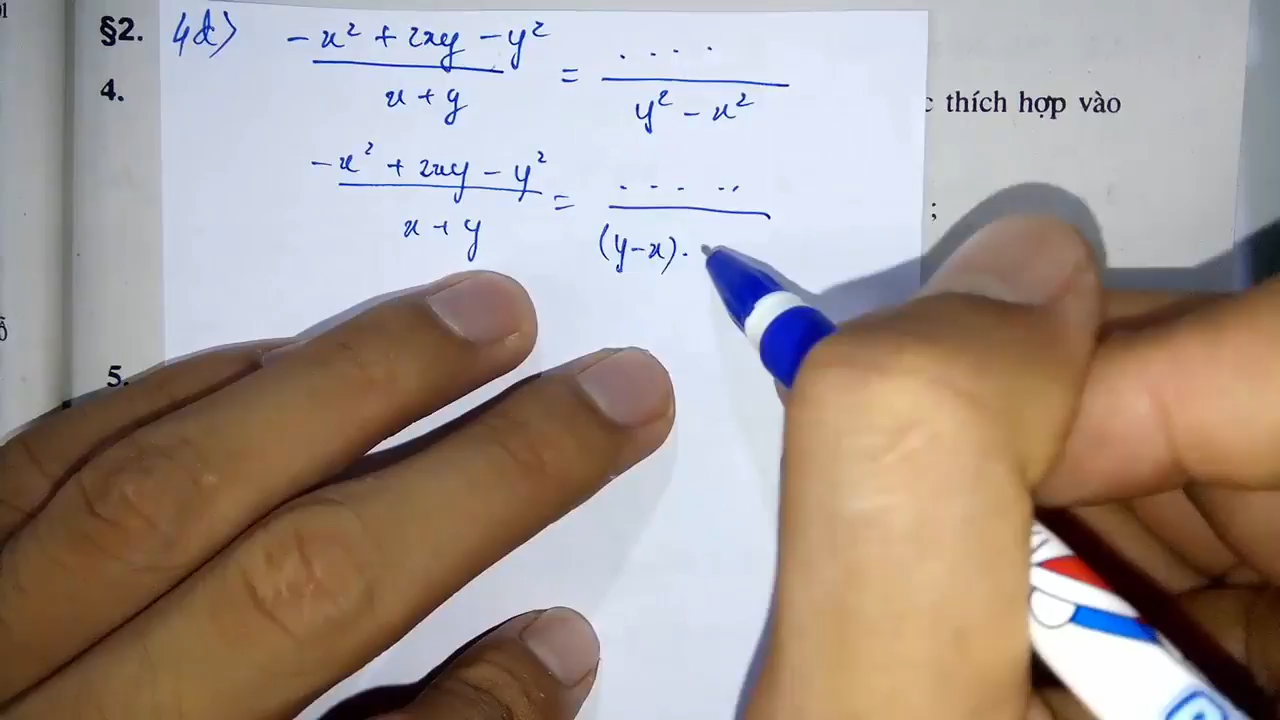 §2. 4d) -x² + 2xy - y² / x + y = .... / y² - x²
4.
c thích hợp vào
-x² + 2xy - y² / x + y = ..... / (y-x).
;
5.